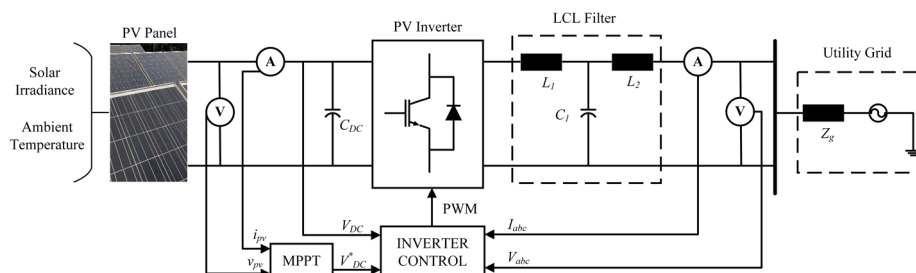 PV Panel
PV Inverter
LCL Filter
Utility Grid
Solar
Irradiance
Ambient
Temperature
A
V
C_DC
L_1
L_2
C_1
A
V
Z_g
PWM
i_pv
v_pv
MPPT
V_DC
V*_DC
INVERTER
CONTROL
I_abc
V_abc